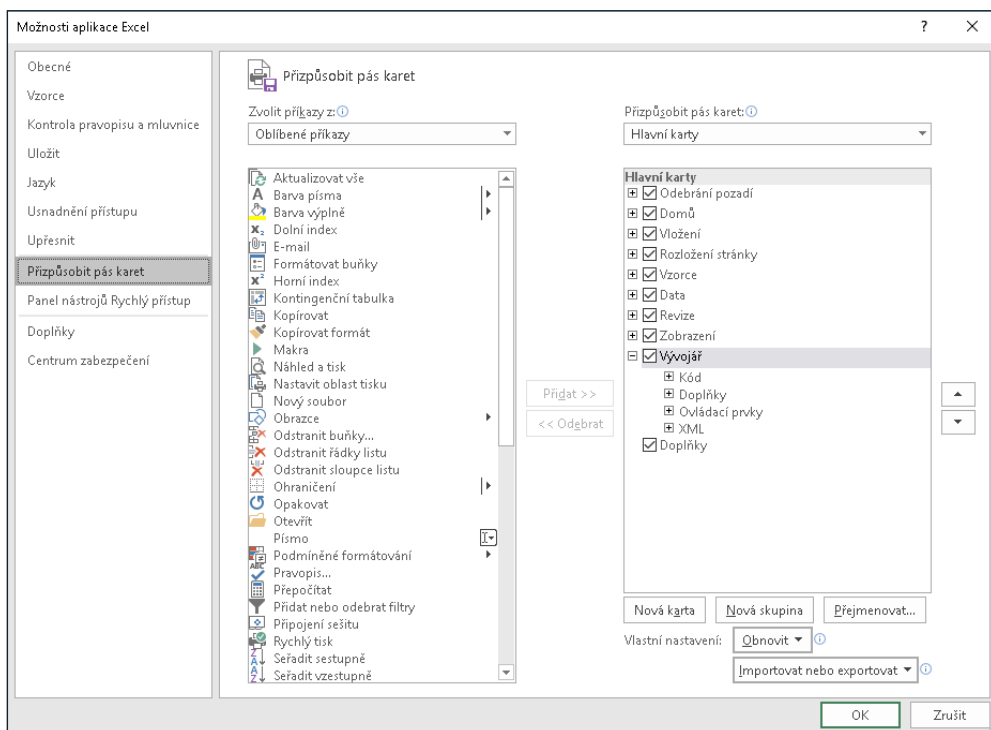 Možnosti aplikace Excel
?
Obecné
Vzorce
Kontrola pravopisu a mluvnice
Uložit
Jazyk
Usnadnění přístupu
Upřesnit
Přizpůsobit pás karet
Panel nástrojů Rychlý přístup
Doplňky
Centrum zabezpečení
Přizpůsobit pás karet
Zvolit příkazy z:
Oblíbené příkazy
Aktualizovat vše
Barva písma
Barva výplně
Dolní index
E-mail
Formátovat buňky
Horní index
Kontingenční tabulka
Kopírovat
Kopírovat formát
Makra
Náhled a tisk
Nastavit oblast tisku
Nový soubor
Obrazce
Odstranit buňky...
Odstranit řádky listu
Odstranit sloupce listu
Ohraničení
Opakovat
Otevřít
Písmo
Podmíněné formátování
Pravopis...
Přepočítat
Přidat nebo odebrat filtry
Připojení sešitu
Rychlý tisk
Seřadit sestupně
Seřadit vzestupně
Přidat >>
<< Odebrat
Přizpůsobit pás karet:
Hlavní karty
Hlavní karty
Odebrání pozadí
Domů
Vložení
Rozložení stránky
Vzorce
Data
Revize
Zobrazení
Vývojář
Kód
Doplňky
Ovládací prvky
XML
Doplňky
Nová karta
Nová skupina
Přejmenovat...
Vlastní nastavení:
Obnovit
Importovat nebo exportovat
OK
Zrušit